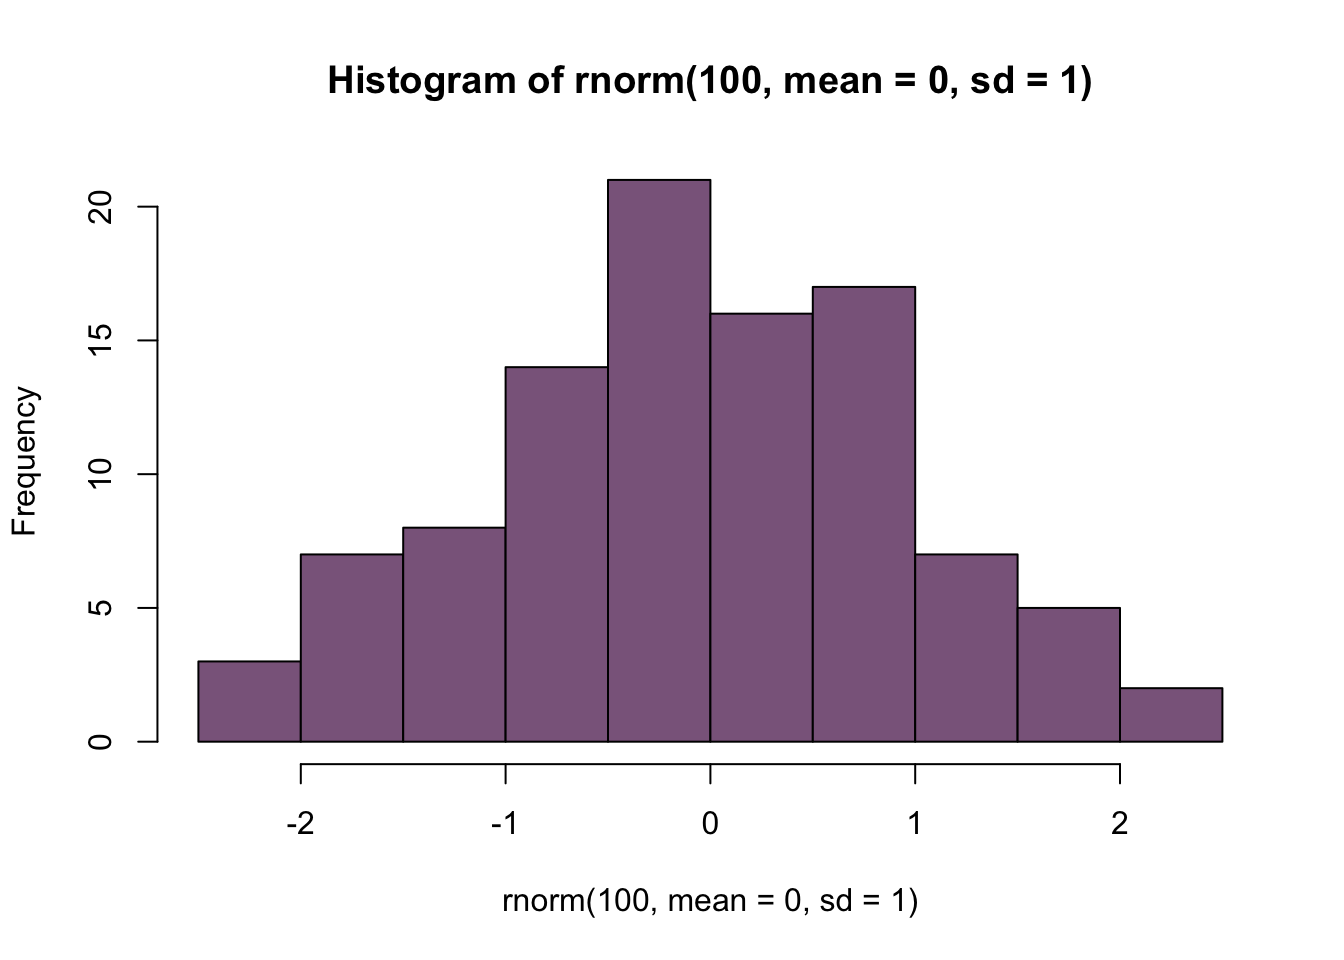 Histogram of rnorm(100, mean = 0, sd = 1)
20
15
10
5
0
Frequency
-2 -1 0 1 2
rnorm(100, mean = 0, sd = 1)